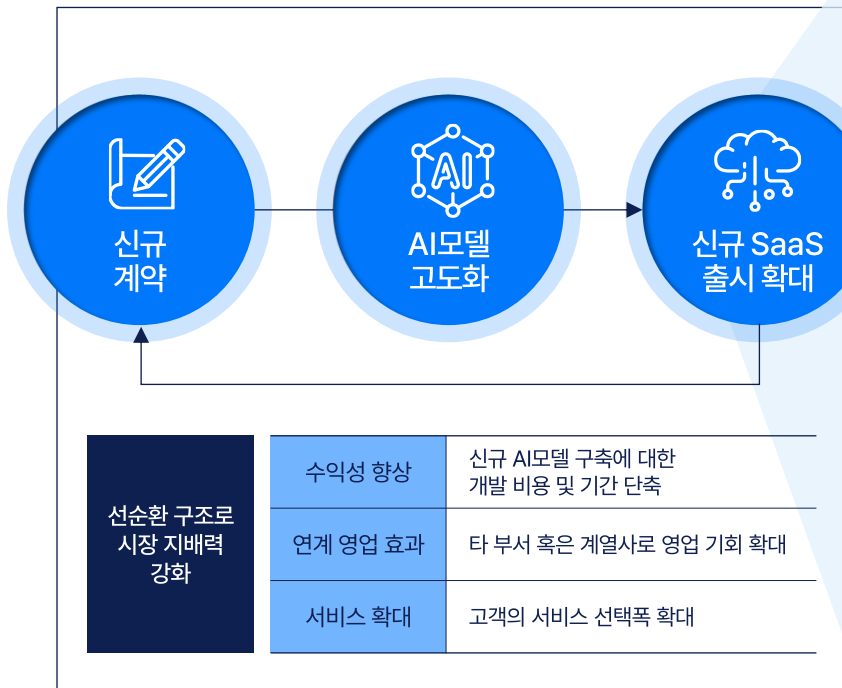 신규
계약
AI
AI모델
고도화
신규 SaaS
출시 확대
선순환 구조로
시장 지배력
강화
수익성 향상
신규 AI모델 구축에 대한
개발 비용 및 기간 단축
연계 영업 효과
타 부서 혹은 계열사로 영업 기회 확대
서비스 확대
고객의 서비스 선택폭 확대